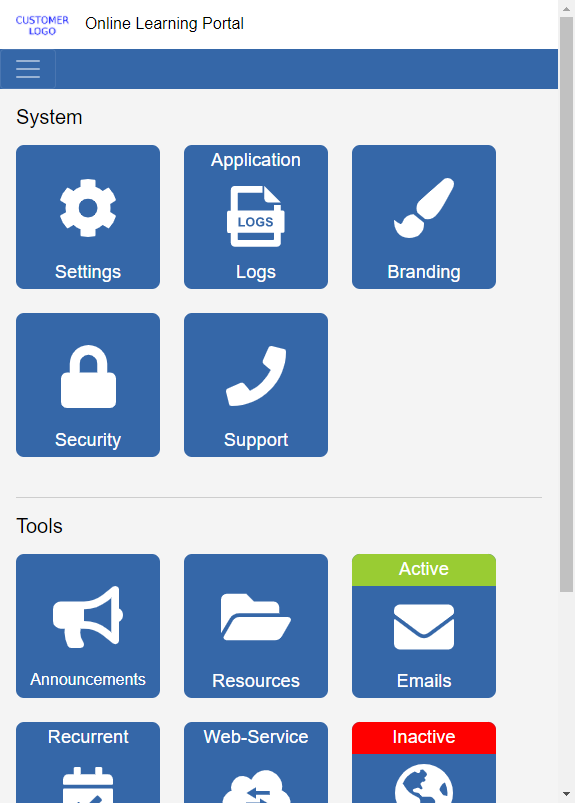 CUSTOMER
LOGO
Online Learning Portal
System
Application
LOGS
Settings
Logs
Branding
Security
Support
Tools
Active
Announcements
Resources
Emails
Recurrent
Web-Service
Inactive